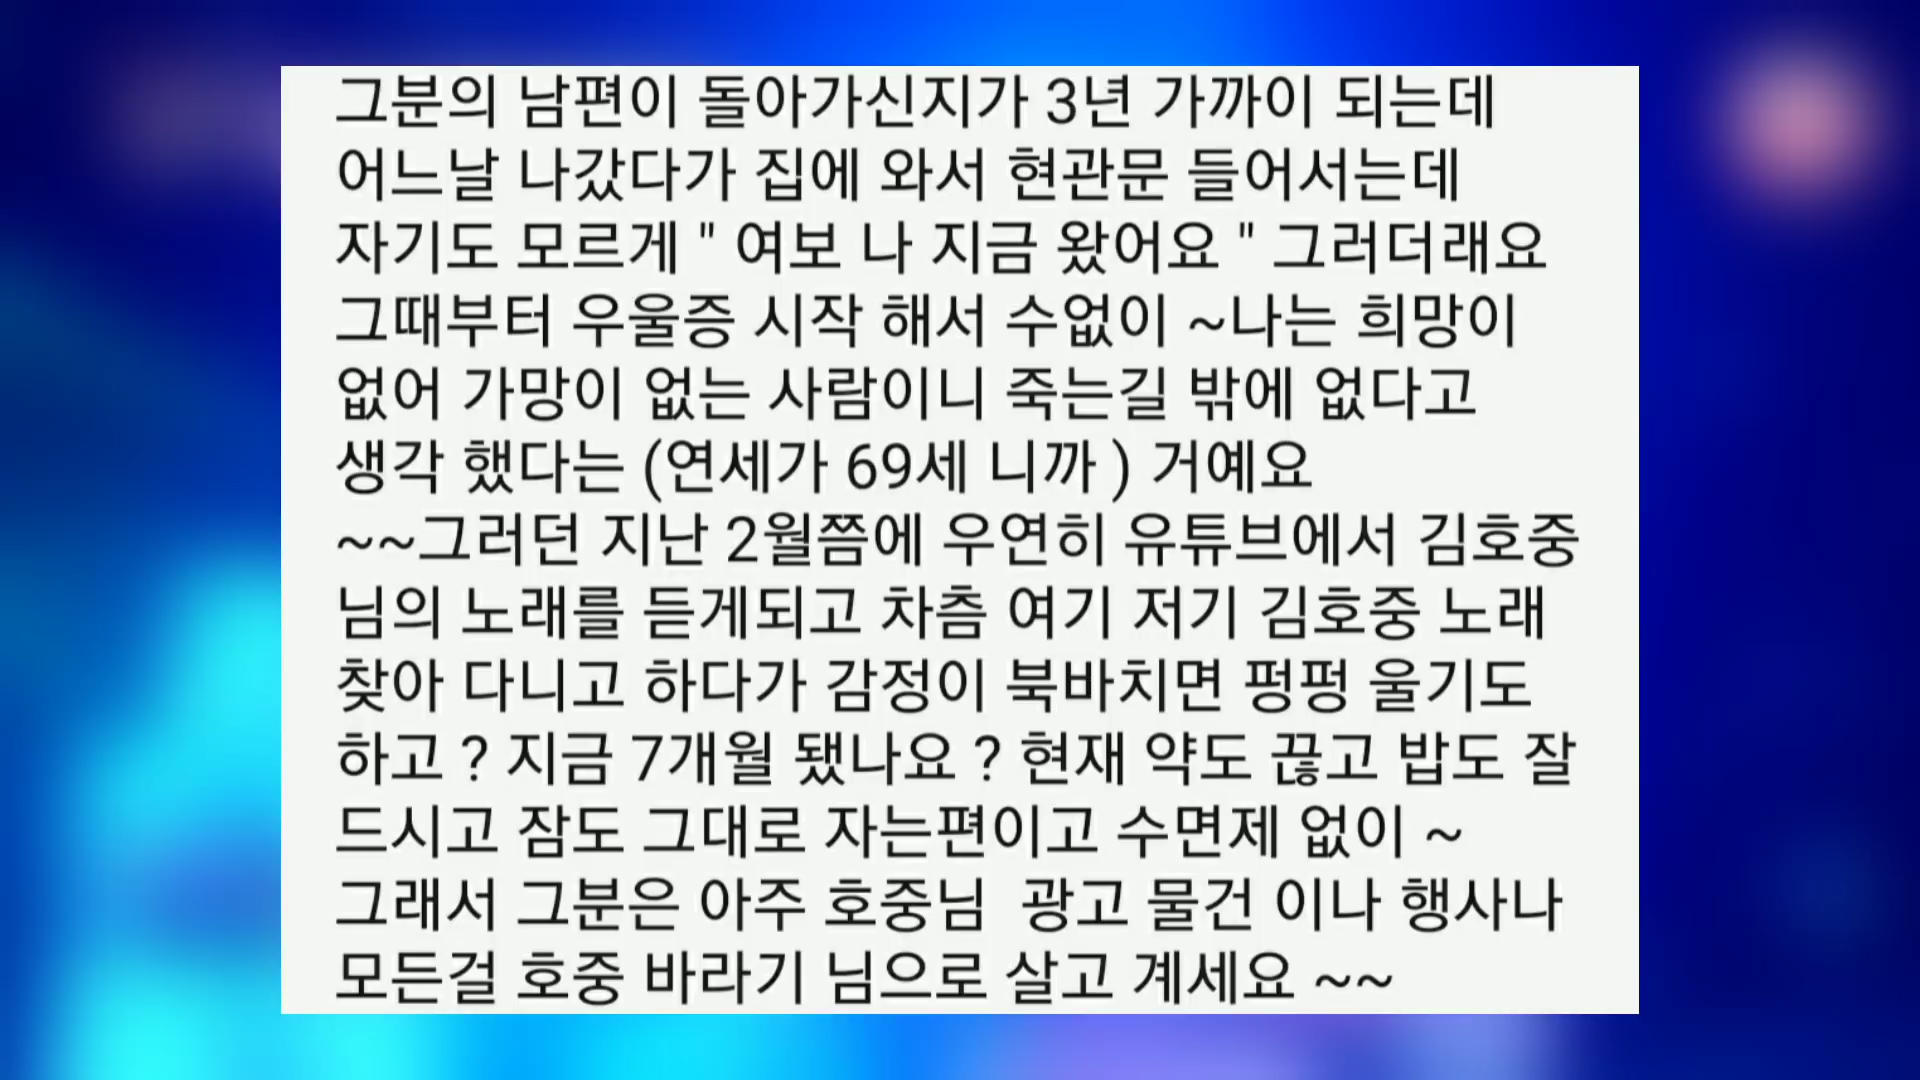 그분의 남편이 돌아가신지가 3년 가까이 되는데
어느날 나갔다가 집에 와서 현관문 들어서는데
자기도 모르게 " 여보 나 지금 왔어요 " 그러더래요
그때부터 우울증 시작 해서 수없이 ~나는 희망이
없어 가망이 없는 사람이니 죽는길 밖에 없다고
생각 했다는 (연세가 69세 니까 ) 거예요
~~그러던 지난 2월쯤에 우연히 유튜브에서 김호중
님의 노래를 듣게되고 차츰 여기 저기 김호중 노래
찾아 다니고 하다가 감정이 북바치면 펑펑 울기도
하고 ? 지금 7개월 됐나요 ? 현재 약도 끊고 밥도 잘
드시고 잠도 그대로 자는편이고 수면제 없이 ~
그래서 그분은 아주 호중님  광고 물건 이나 행사나
모든걸 호중 바라기 님으로 살고 계세요 ~~